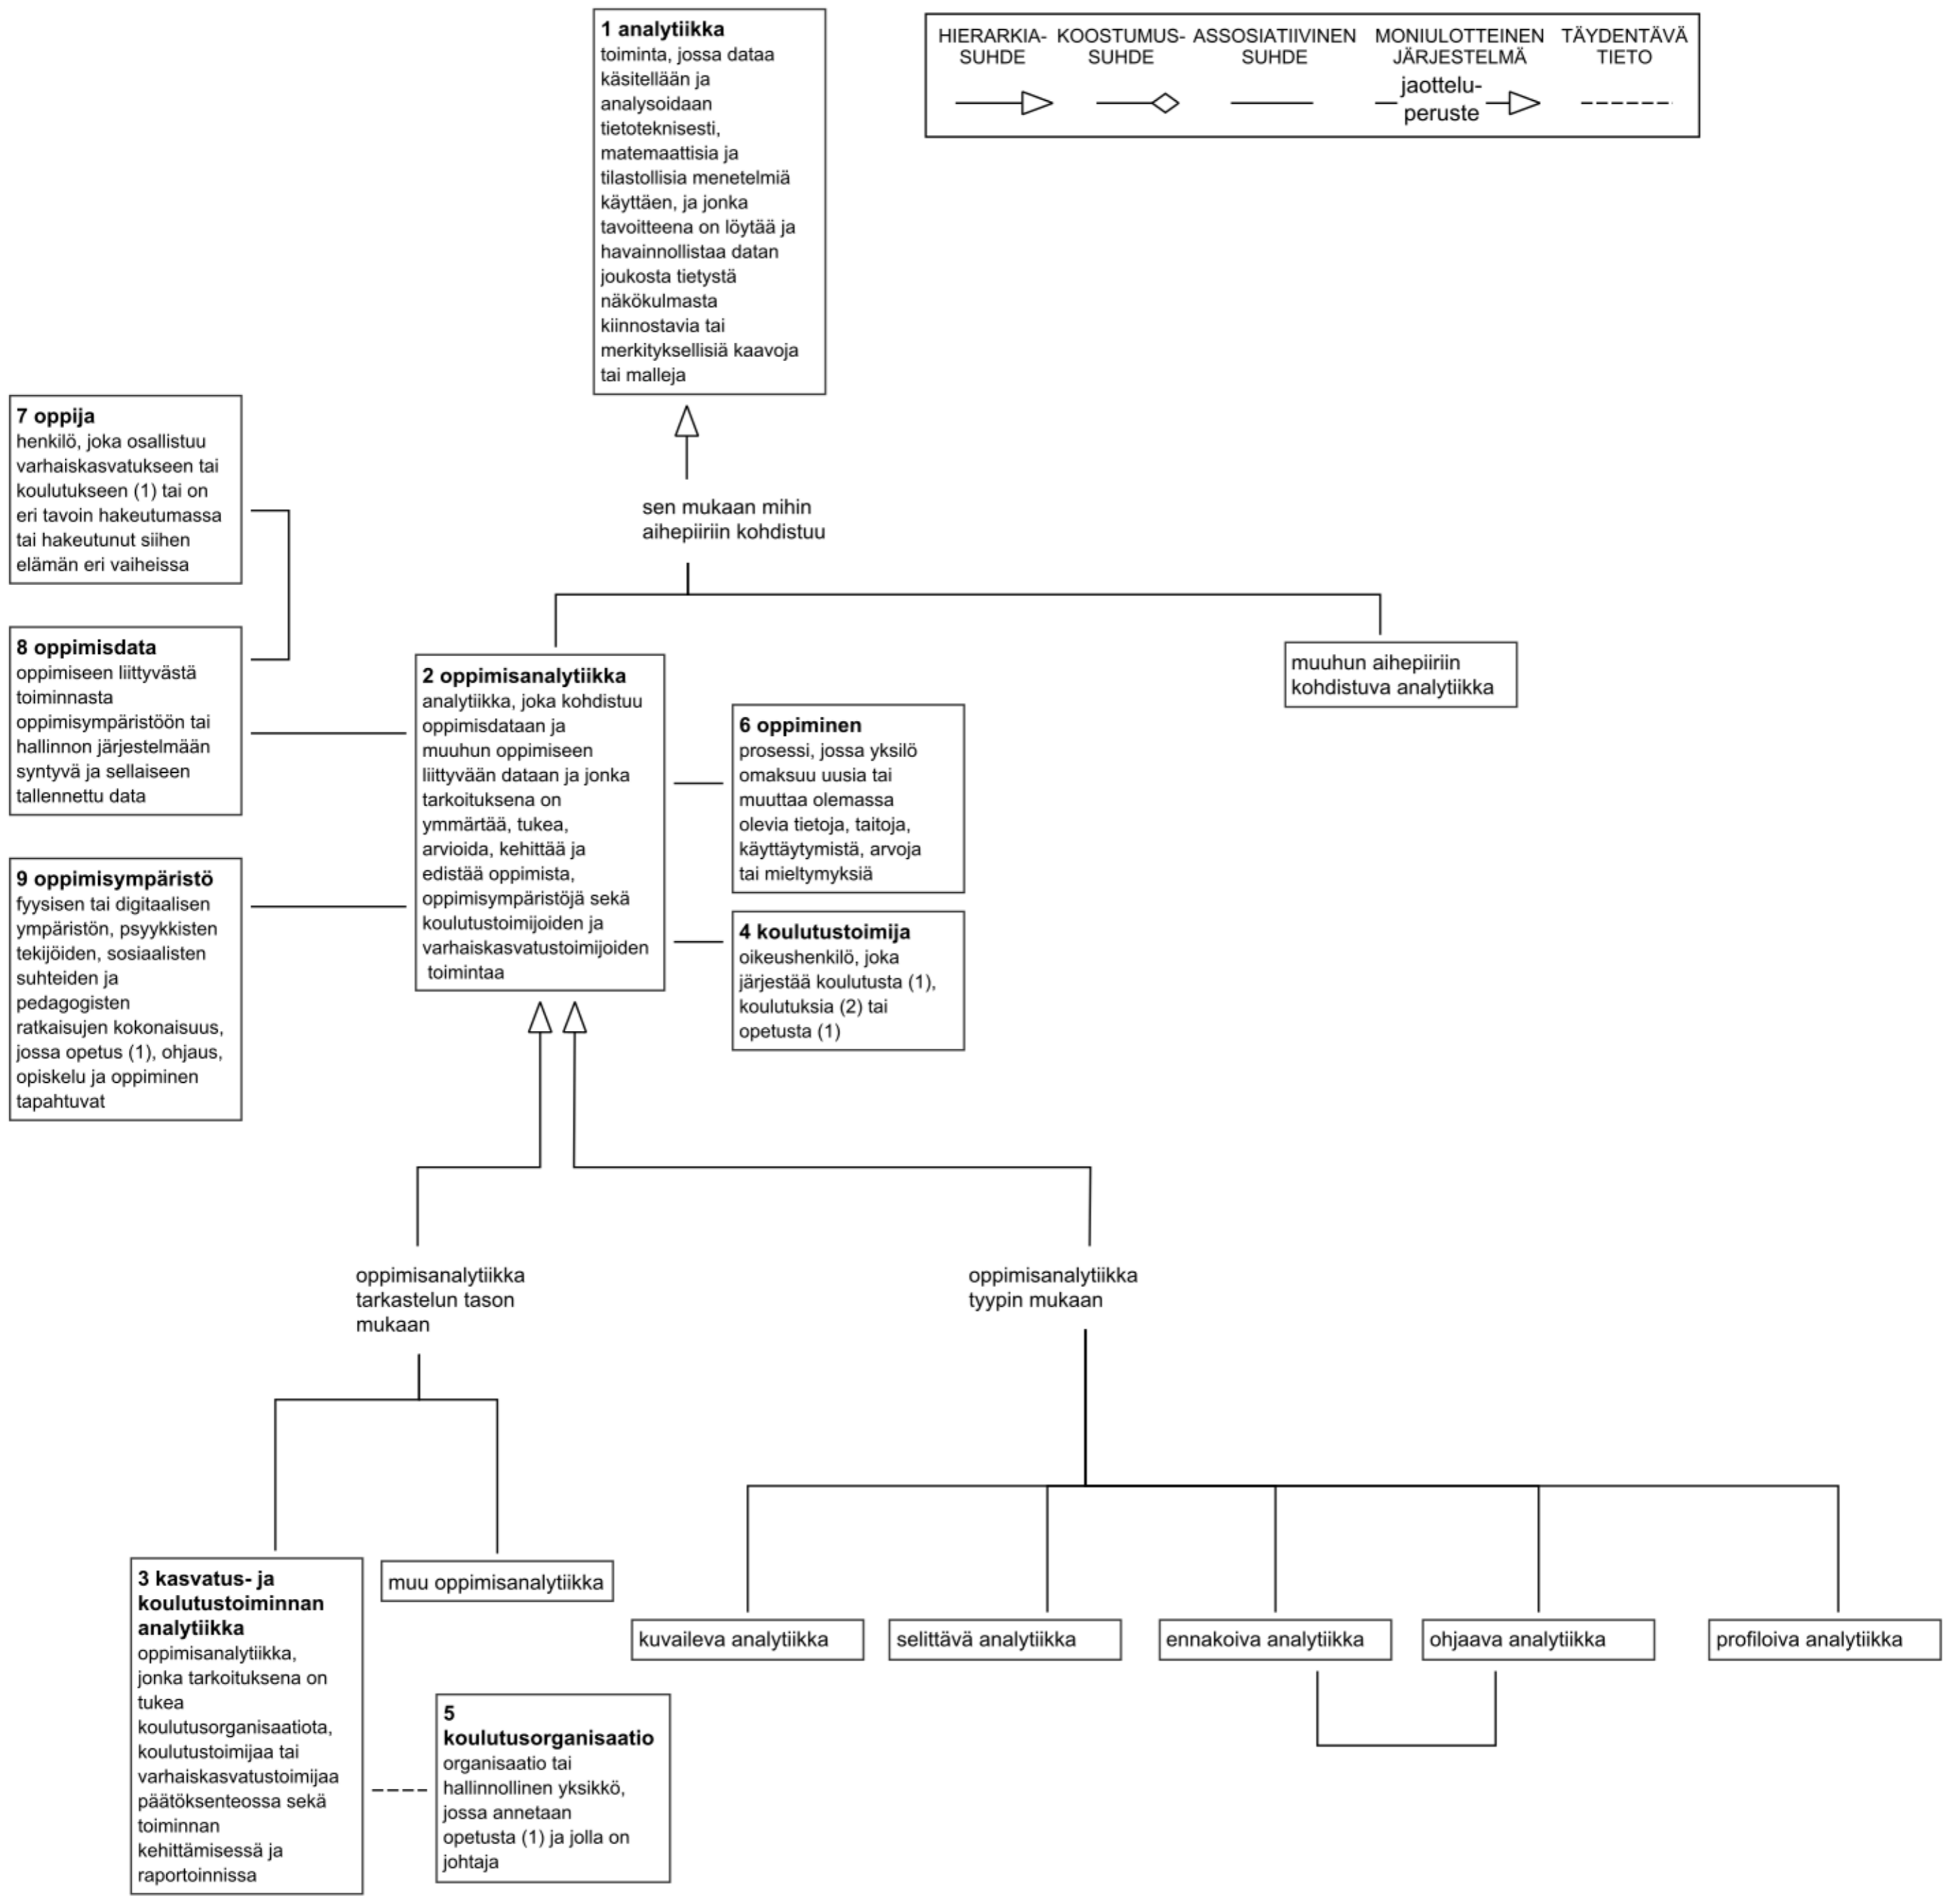 1 analytiikka
toiminta, jossa dataa
käsitellään ja
analysoidaan
tietoteknisesti,
matemaattisia ja
tilastollisia menetelmiä
käyttäen, ja jonka
tavoitteena on löytää ja
havainnollistaa datan
joukosta tietystä
näkökulmasta
kiinnostavia tai
merkityksellisiä kaavoja
tai malleja
HIERARKIA-
SUHDE
KOOSTUMUS-
SUHDE
ASSOSIATIIVINEN
SUHDE
MONIULOTTEINEN
JÄRJESTELMÄ
jaottelu-
peruste
TÄYDENTÄVÄ
TIETO
sen mukaan mihin
aihepiiriin kohdistuu
7 oppija
henkilö, joka osallistuu
varhaiskasvatukseen tai
koulutukseen (1) tai on
eri tavoin hakeutumassa
tai hakeutunut siihen
elämän eri vaiheissa
8 oppimisdata
oppimiseen liittyvästä
toiminnasta
oppimisympäristöön tai
hallinnon järjestelmään
syntyvä ja sellaiseen
tallennettu data
9 oppimisympäristö
fyysisen tai digitaalisen
ympäristön, psyykkisten
tekijöiden, sosiaalisten
suhteiden ja
pedagogisten
ratkaisujen kokonaisuus,
jossa opetus (1), ohjaus,
opiskelu ja oppiminen
tapahtuvat
2 oppimisanalytiikka
analytiikka, joka kohdistuu
oppimisdataan ja
muuhun oppimiseen
liittyvään dataan ja jonka
tarkoituksena on
ymmärtää, tukea,
arvioida, kehittää ja
edistää oppimista,
oppimisympäristöjä sekä
koulutustoimijoiden ja
varhaiskasvatustoimijoiden
toimintaa
6 oppiminen
prosessi, jossa yksilö
omaksuu uusia tai
muuttaa olemassa
olevia tietoja, taitoja,
käyttäytymistä, arvoja
tai mieltymyksiä
4 koulutustoimija
oikeushenkilö, joka
järjestää koulutusta (1),
koulutuksia (2) tai
opetusta (1)
muuhun aihepiiriin
kohdistuva analytiikka
oppimisanalytiikka
tarkastelun tason
mukaan
oppimisanalytiikka
tyypin mukaan
3 kasvatus- ja
koulutustoiminnan
analytiikka
oppimisanalytiikka,
jonka tarkoituksena on
tukea
koulutusorganisaatiota,
koulutustoimijaa tai
varhaiskasvatustoimijaa
päätöksenteossa sekä
toiminnan
kehittämisessä ja
raportoinnissa
muu oppimisanalytiikka
5
koulutusorganisaatio
organisaatio tai
hallinnollinen yksikkö,
jossa annetaan
opetusta (1) ja jolla on
johtaja
kuvaileva analytiikka
selittävä analytiikka
ennakoiva analytiikka
ohjaava analytiikka
profiloiva analytiikka